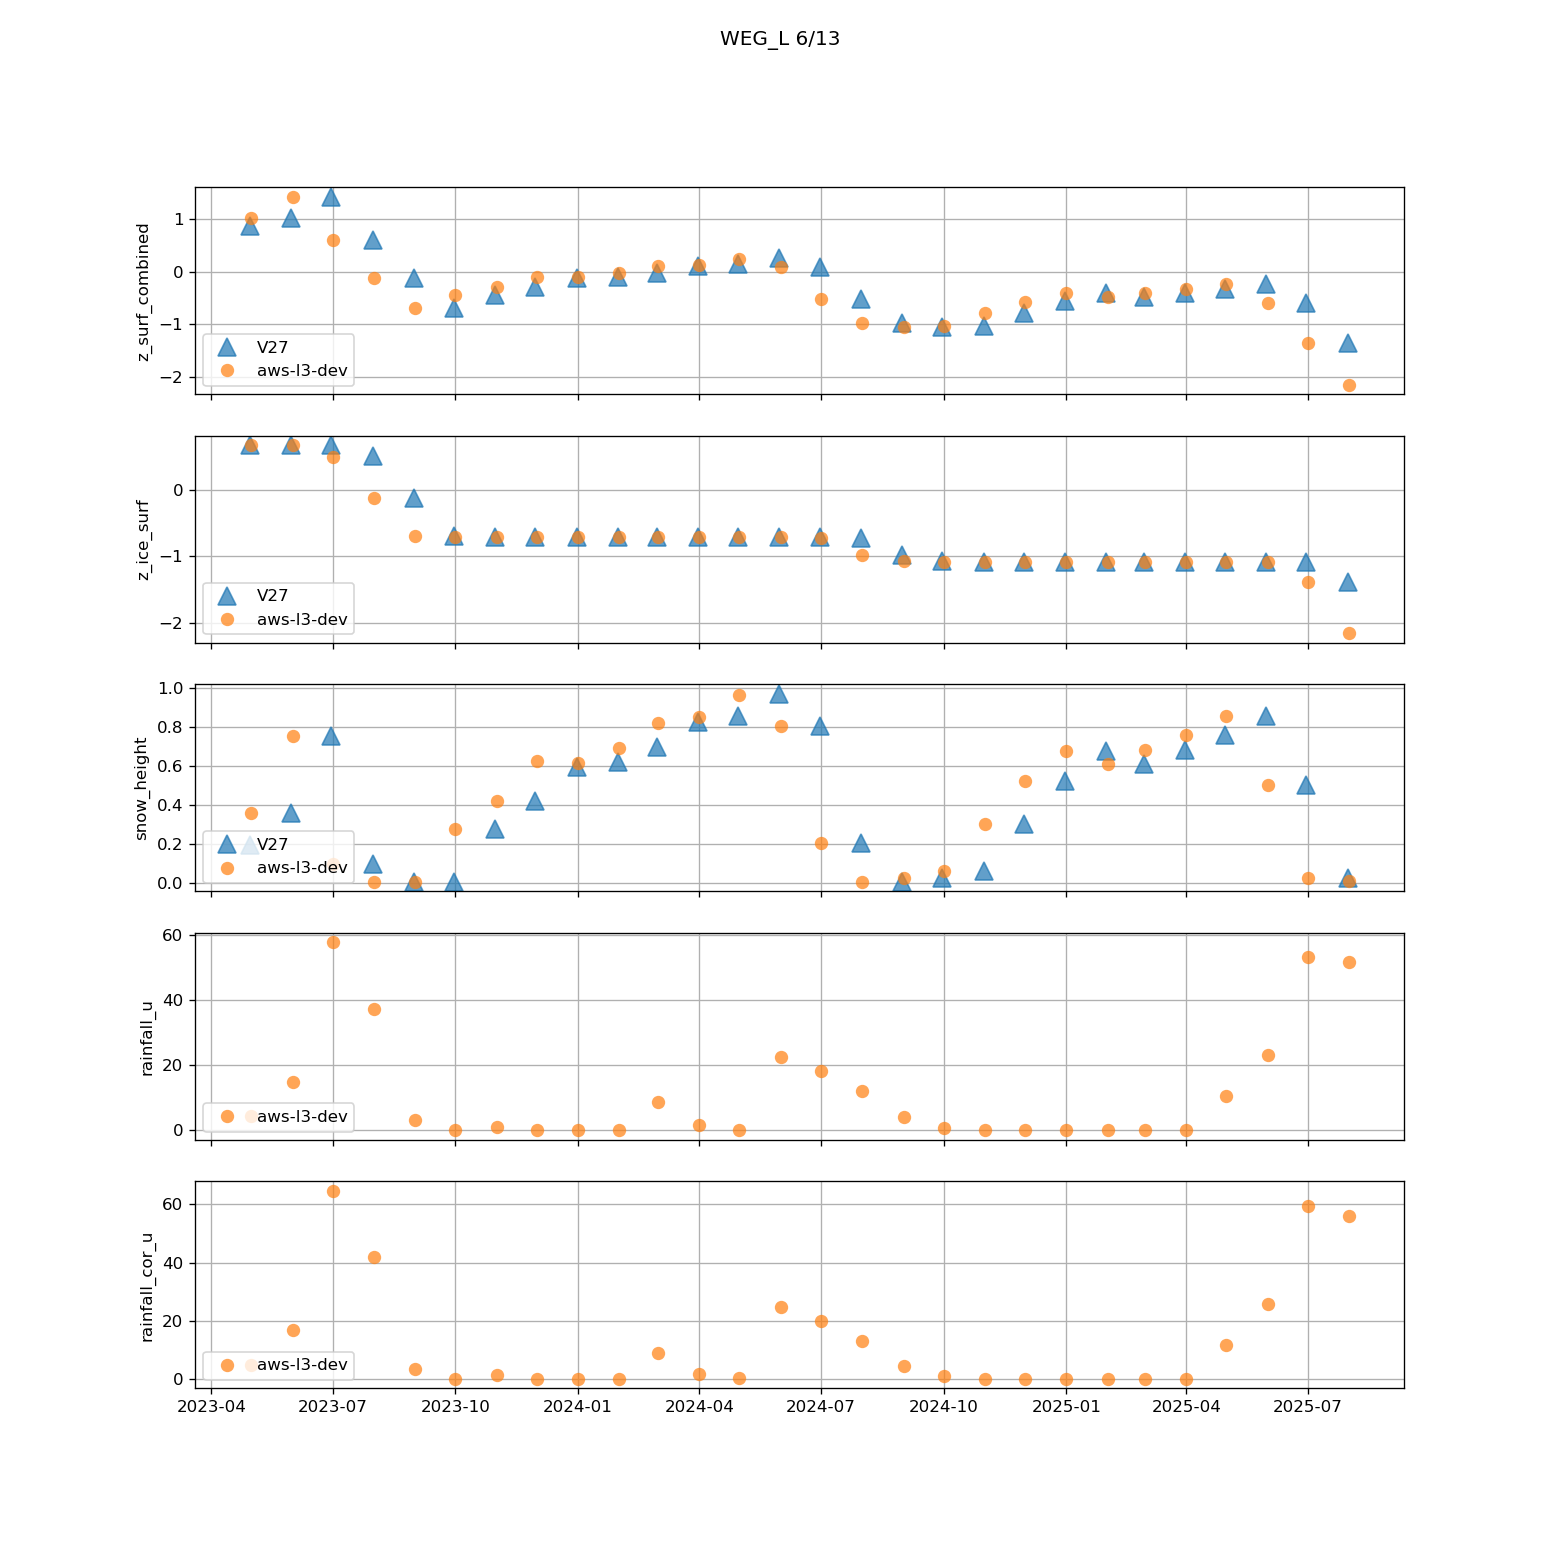 WEG_L 6/13
z_surf_combined
1
0
−1
−2
V27
aws-l3-dev
z_ice_surf
0
−1
−2
V27
aws-l3-dev
snow_height
1.0
0.8
0.6
0.4
0.2
0.0
V27
aws-l3-dev
rainfall_u
60
40
20
0
aws-l3-dev
rainfall_cor_u
60
40
20
0
aws-l3-dev
2023-04 2023-07 2023-10 2024-01 2024-04 2024-07 2024-10 2025-01 2025-04 2025-07